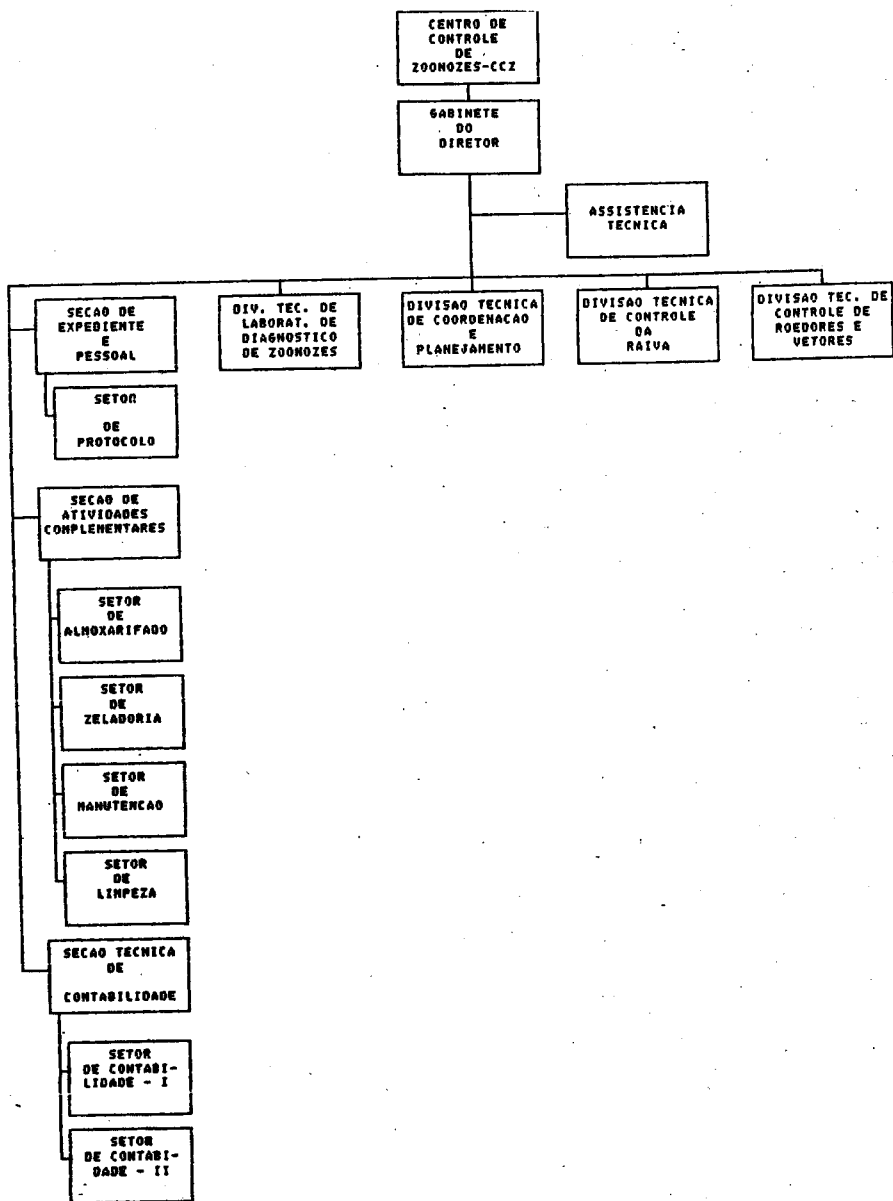 CENTRO DE
CONTROLE
DE
ZOONOZES-CCZ
GABINETE
DO
DIRETOR
ASSISTENCIA
TECNICA
SECAO DE
EXPEDIENTE
E
PESSOAL
DIV. TEC. DE
LABORAT. DE
DIAGNOSTICO
DE ZOONOZES
DIVISAO TECNICA
DE COORDENACAO
E
PLANEJAMENTO
DIVISAO TECNICA
DE CONTROLE
DA
RAIVA
DIVISAO TEC. DE
CONTROLE DE
ROEDORES E
VETORES
SETOR
DE
PROTOCOLO
SECAO DE
ATIVIDADES
COMPLEMENTARES
SETOR
DE
ALMOXARIFADO
SETOR
DE
ZELADORIA
SETOR
DE
MANUTENCAO
SETOR
DE
LIMPEZA
SECAO TECNICA
DE
CONTABILIDADE
SETOR
DE CONTABI-
LIDADE - I
SETOR
DE CONTABI-
DADE - II